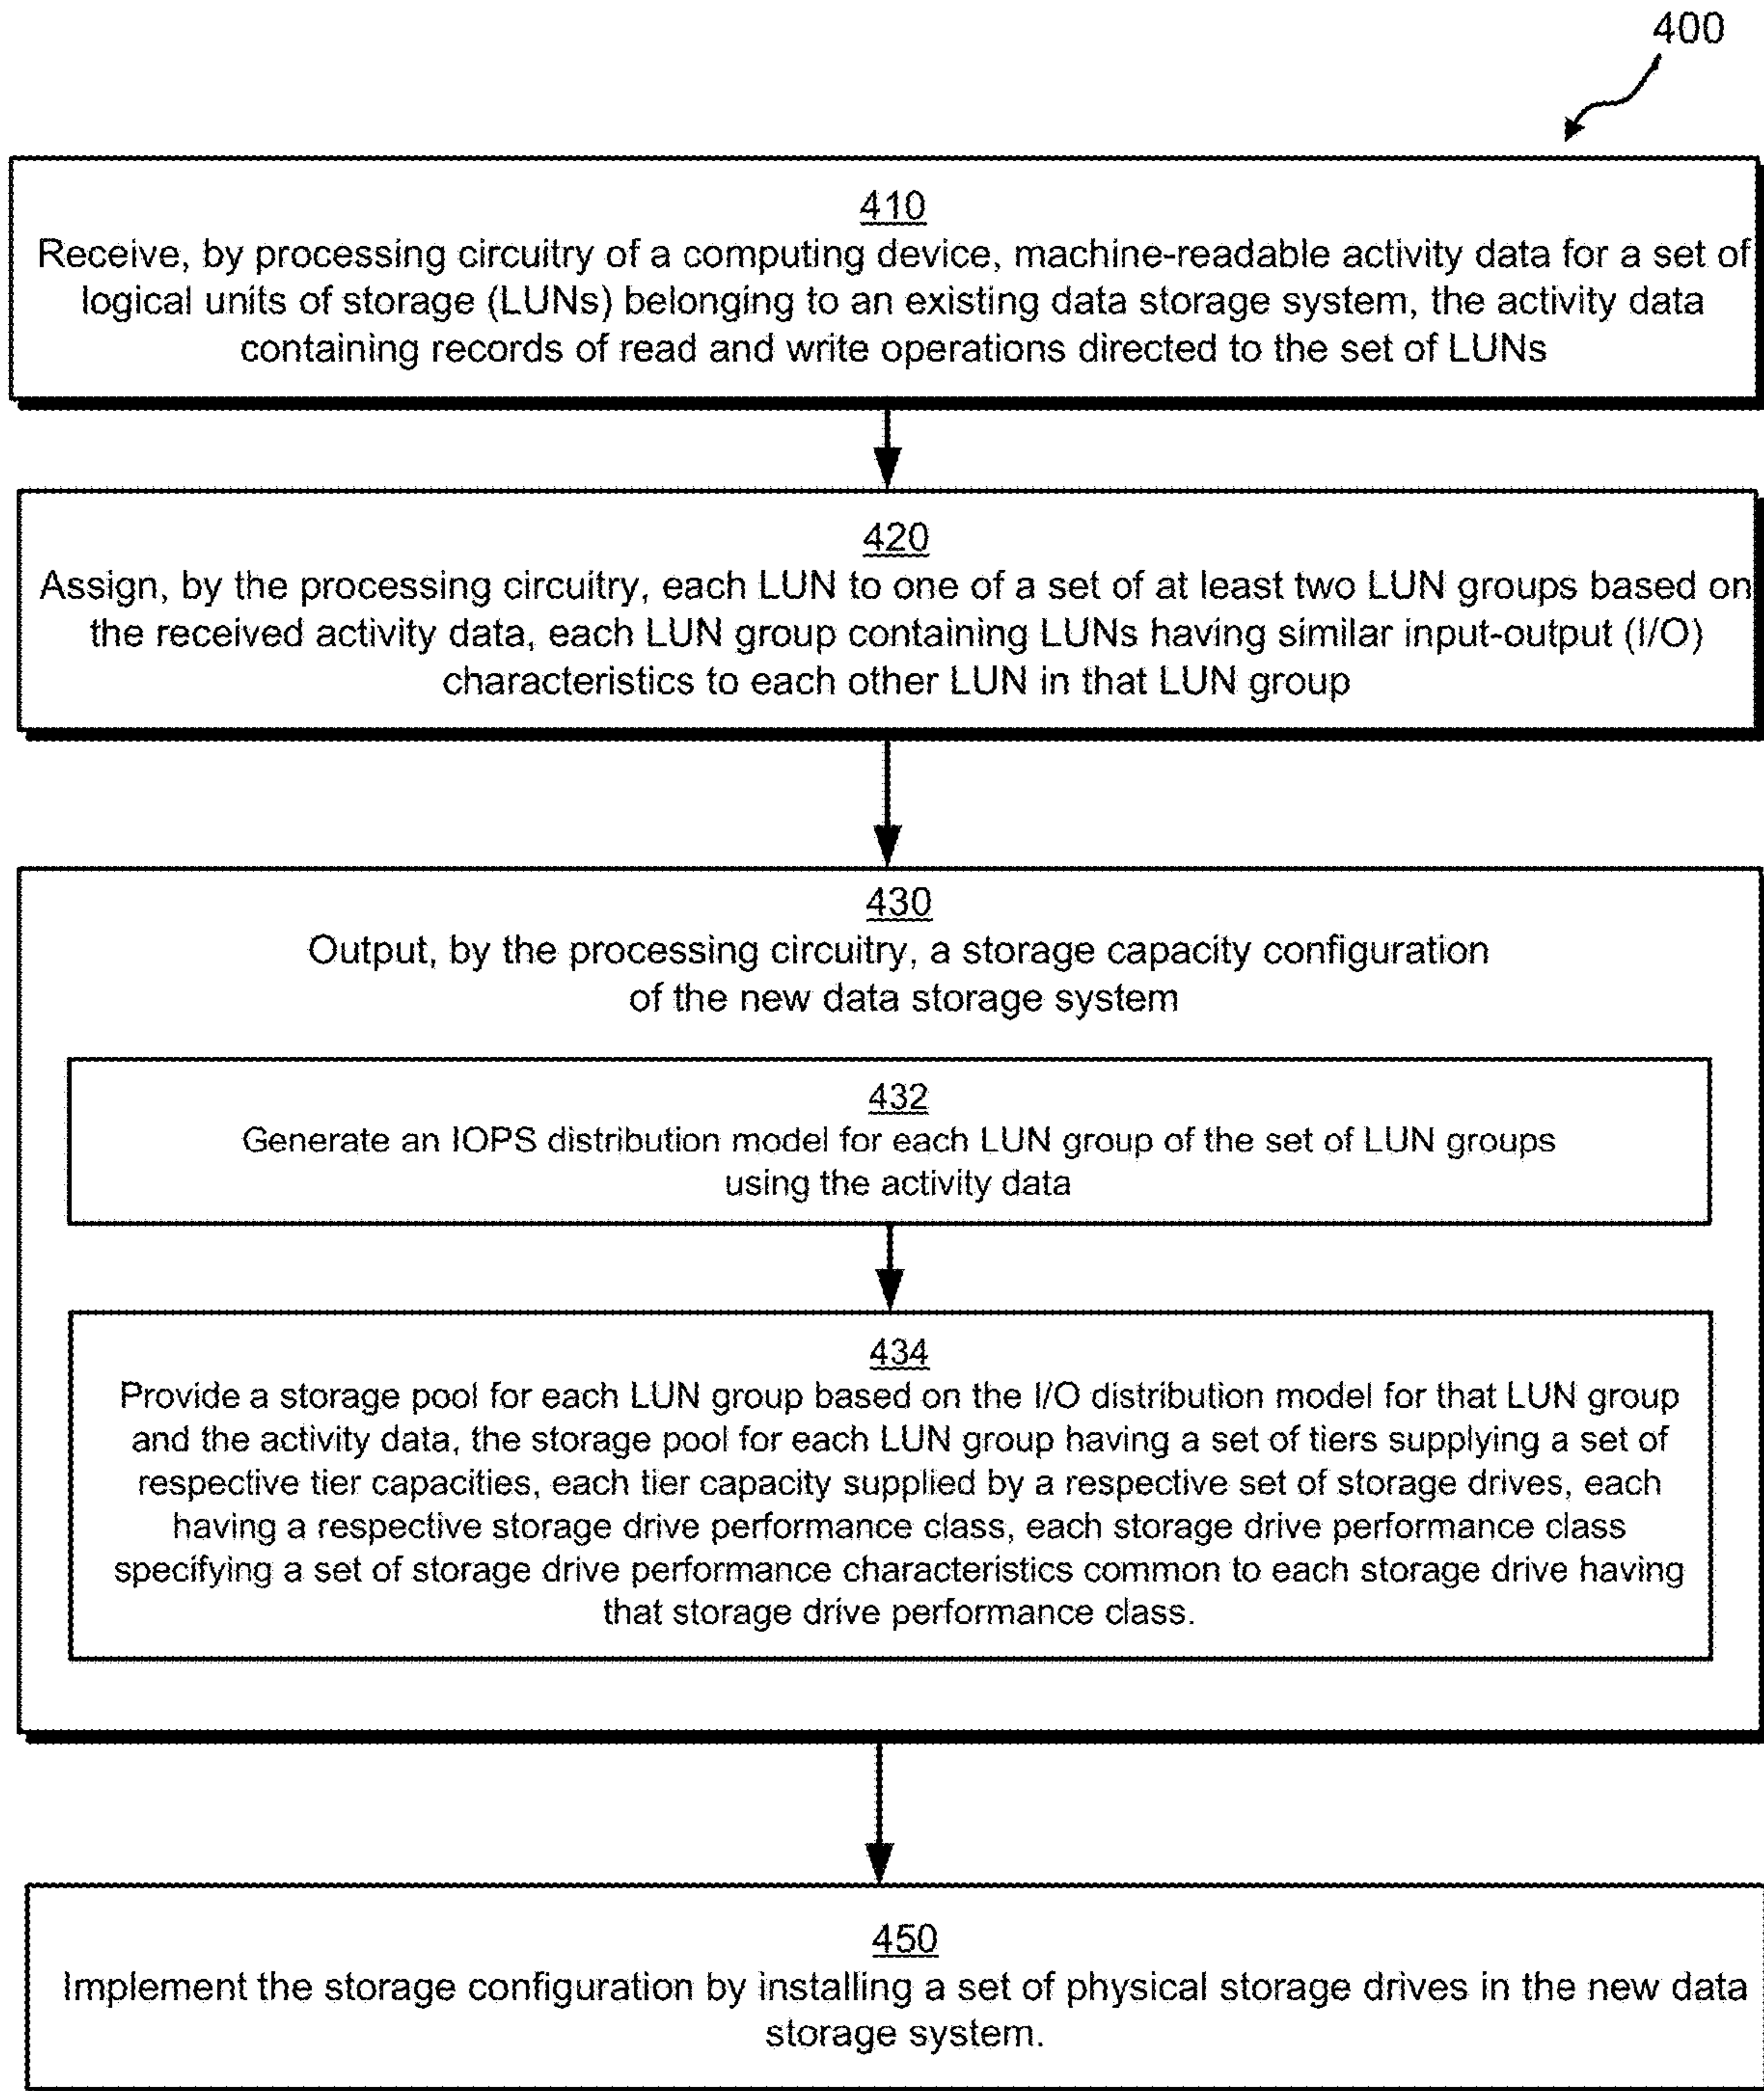 400
410
Receive, by processing circuitry of a computing device, machine-readable activity data for a set of
logical units of storage (LUNs) belonging to an existing data storage system, the activity data
containing records of read and write operations directed to the set of LUNs
420
Assign, by the processing circuitry, each LUN to one of a set of at least two LUN groups based on
the received activity data, each LUN group containing LUNs having similar input-output (I/O)
characteristics to each other LUN in that LUN group
430
Output, by the processing circuitry, a storage capacity configuration
of the new data storage system
432
Generate an IOPS distribution model for each LUN group of the set of LUN groups
using the activity data
434
Provide a storage pool for each LUN group based on the I/O distribution model for that LUN group
and the activity data, the storage pool for each LUN group having a set of tiers supplying a set of
respective tier capacities, each tier capacity supplied by a respective set of storage drives, each
having a respective storage drive performance class, each storage drive performance class
specifying a set of storage drive performance characteristics common to each storage drive having
that storage drive performance class.
450
Implement the storage configuration by installing a set of physical storage drives in the new data
storage system.